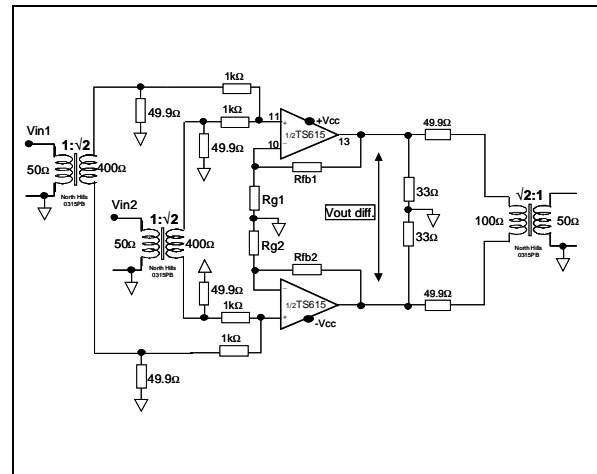 1kΩ
49.9Ω
1kΩ
11
+Vcc
+
1/2TS615
_
10
13
49.9Ω
Vin1
1:√2
50Ω
400Ω
North Hills
0315PB
49.9Ω
Rfb1
Rg1
33Ω
Vout diff.
√2:1
Vin2
1:√2
50Ω
400Ω
North Hills
0315PB
Rg2
33Ω
100Ω
50Ω
North Hills
0315PB
Rfb2
49.9Ω
_
1/2TS615
+
-Vcc
49.9Ω
1kΩ
1kΩ
49.9Ω